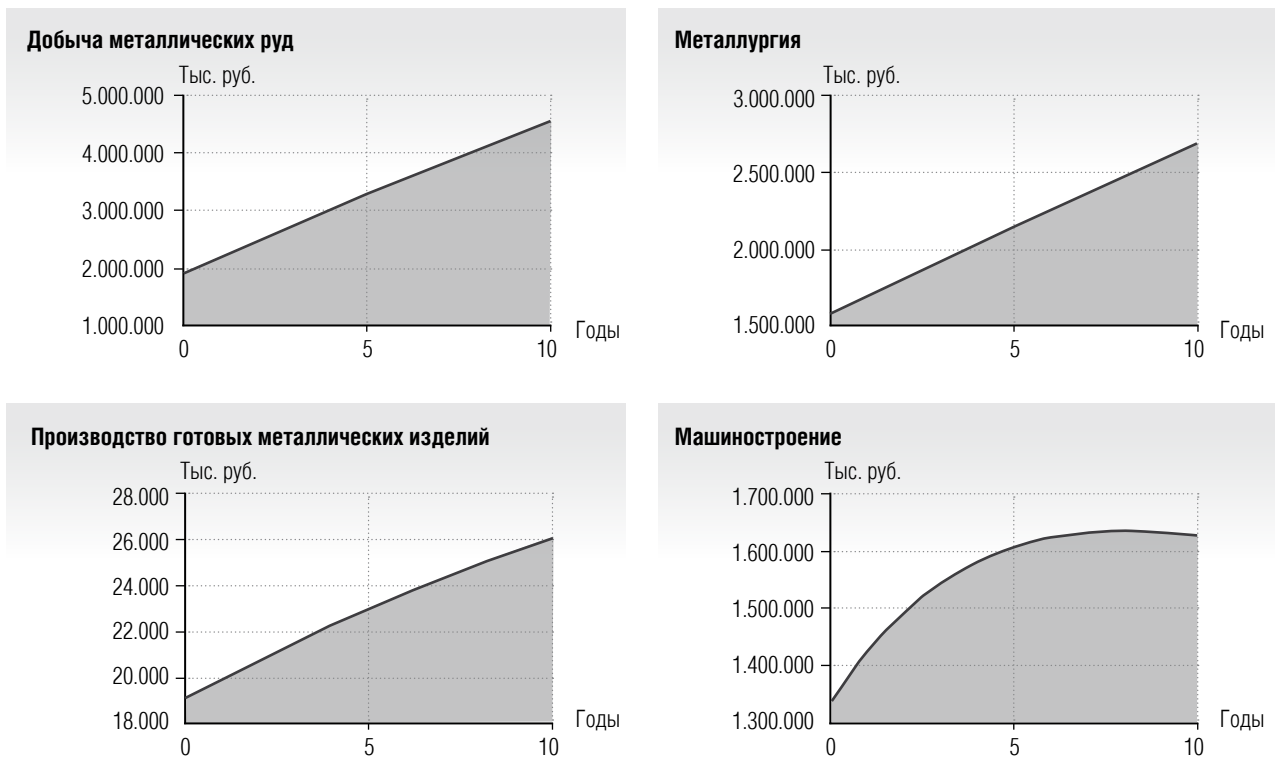 Добыча металлических руд
Тыс. руб.
5.000.000
4.000.000
3.000.000
2.000.000
1.000.000
0 5 10
Годы
Металлургия
Тыс. руб.
3.000.000
2.500.000
2.000.000
1.500.000
0 5 10
Годы
Производство готовых металлических изделий
Тыс. руб.
28.000
26.000
24.000
22.000
20.000
18.000
0 5 10
Годы
Машиностроение
Тыс. руб.
1.700.000
1.600.000
1.500.000
1.400.000
1.300.000
0 5 10
Годы